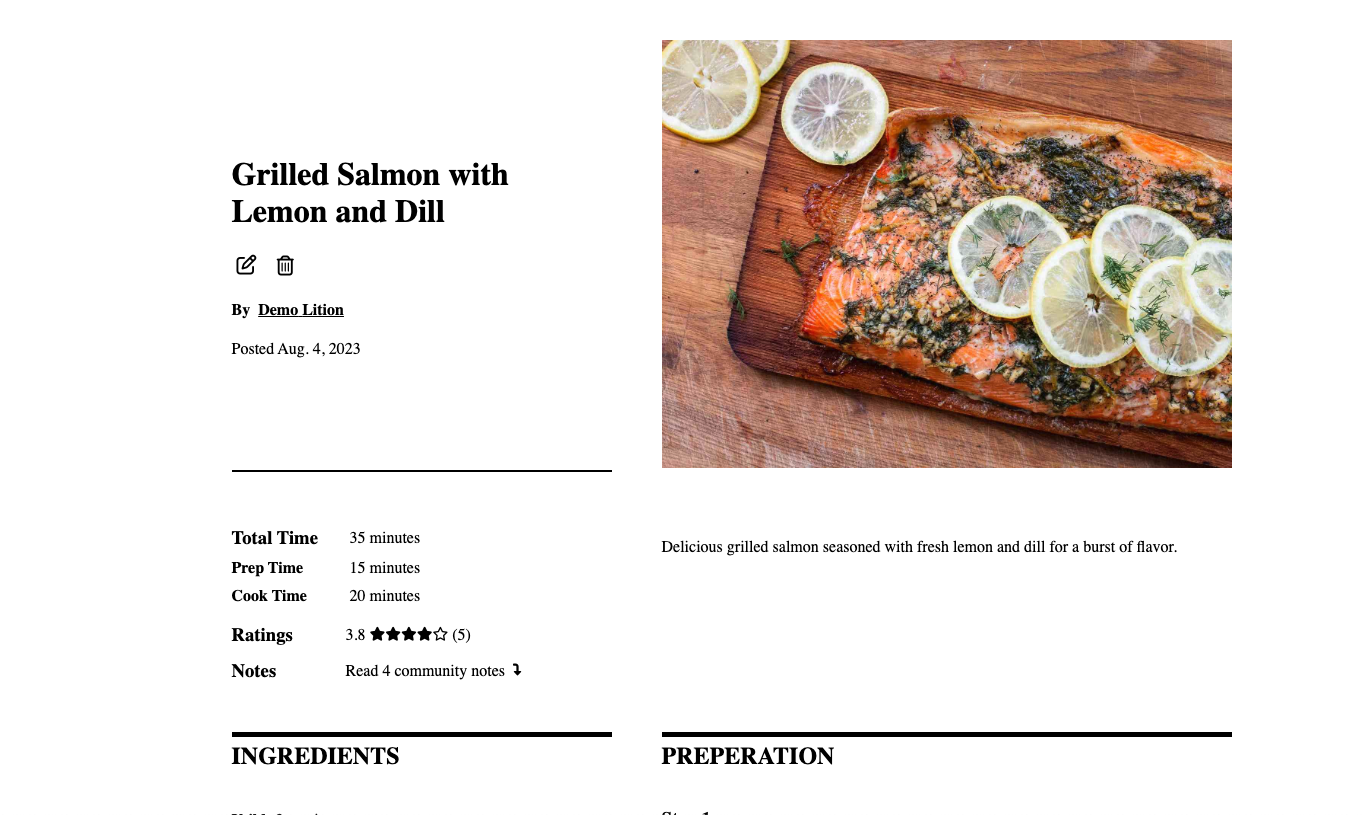 Grilled Salmon with
Lemon and Dill
By Demo Lition
Posted Aug. 4, 2023
Total Time 35 minutes
Prep Time 15 minutes
Cook Time 20 minutes
Ratings 3.8 ★★★★☆ (5)
Notes Read 4 community notes ⤵
Delicious grilled salmon seasoned with fresh lemon and dill for a burst of flavor.
INGREDIENTS
PREPERATION